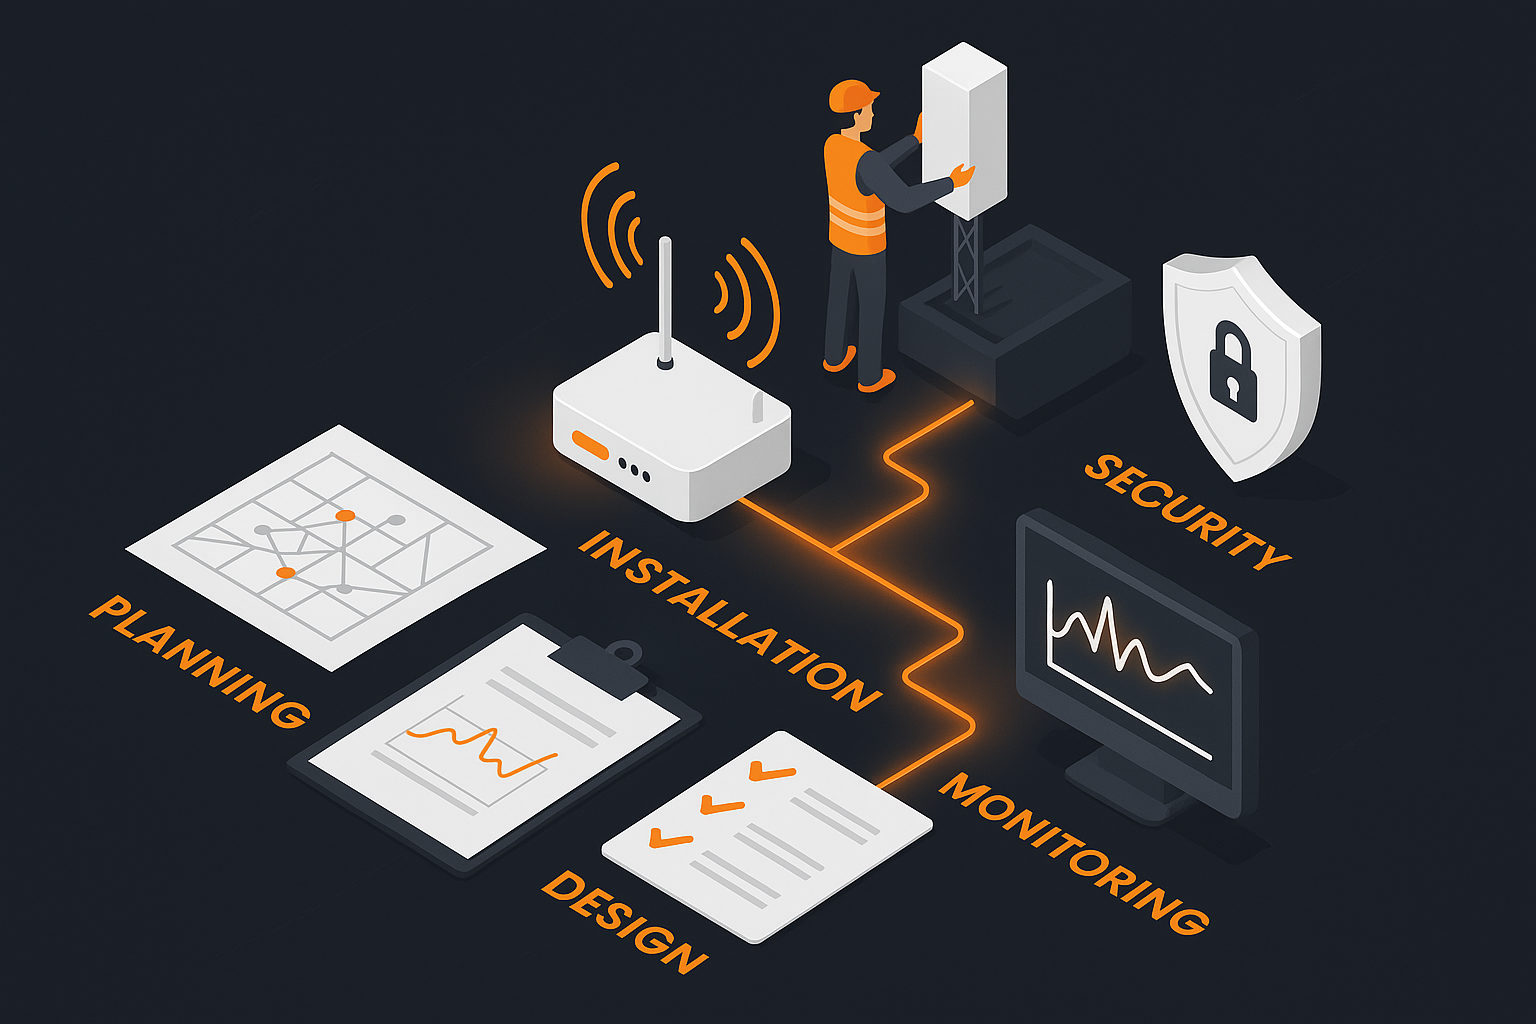 SECURITY
INSTALLATION
PLANNING
MONITORING
DESIGN